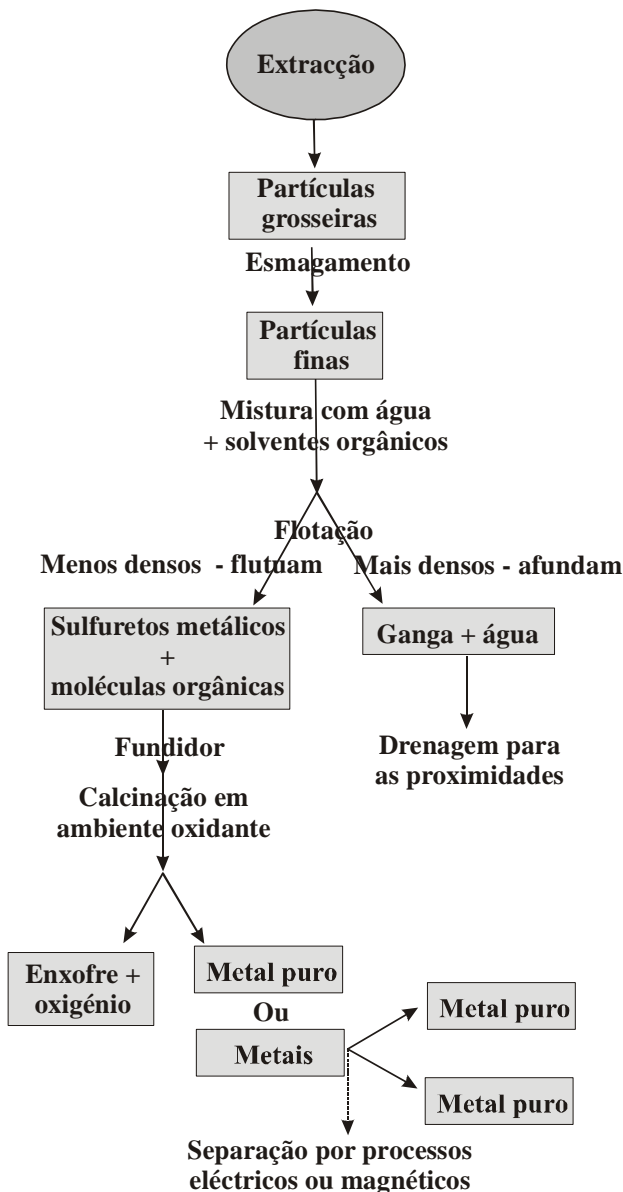 Extracção
Partículas
grosseiras
Esmagamento
Partículas
finas
Mistura com água
+ solventes orgânicos
Flotação
Menos densos - flutuam
Mais densos - afundam
Sulfuretos metálicos
+
moléculas orgânicas
Ganga + água
Fundidor
Drenagem para
as proximidades
Calcinação em
ambiente oxidante
Enxofre +
oxigénio
Metal puro
Ou
Metais
Metal puro
Metal puro
Separação por processos
eléctricos ou magnéticos